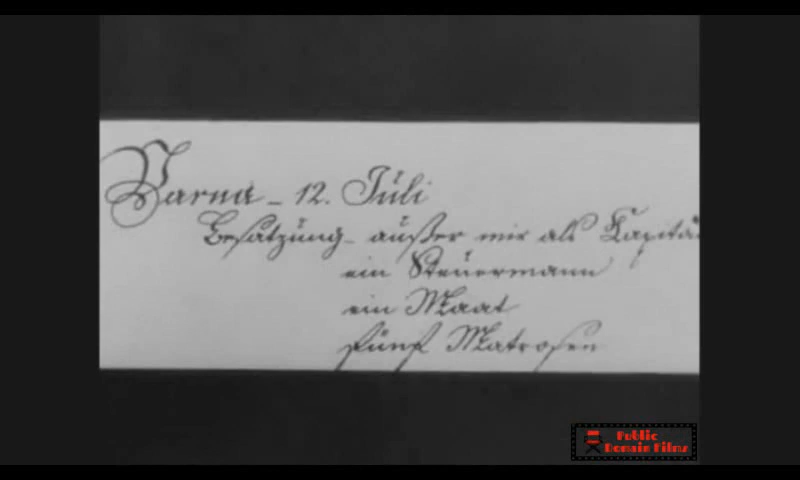 Varna – 12. Juli
Besatzung – außer mir als Kapitä
ein Steuermann
ein Maat
fünf Matrosen
Public
Domain Films